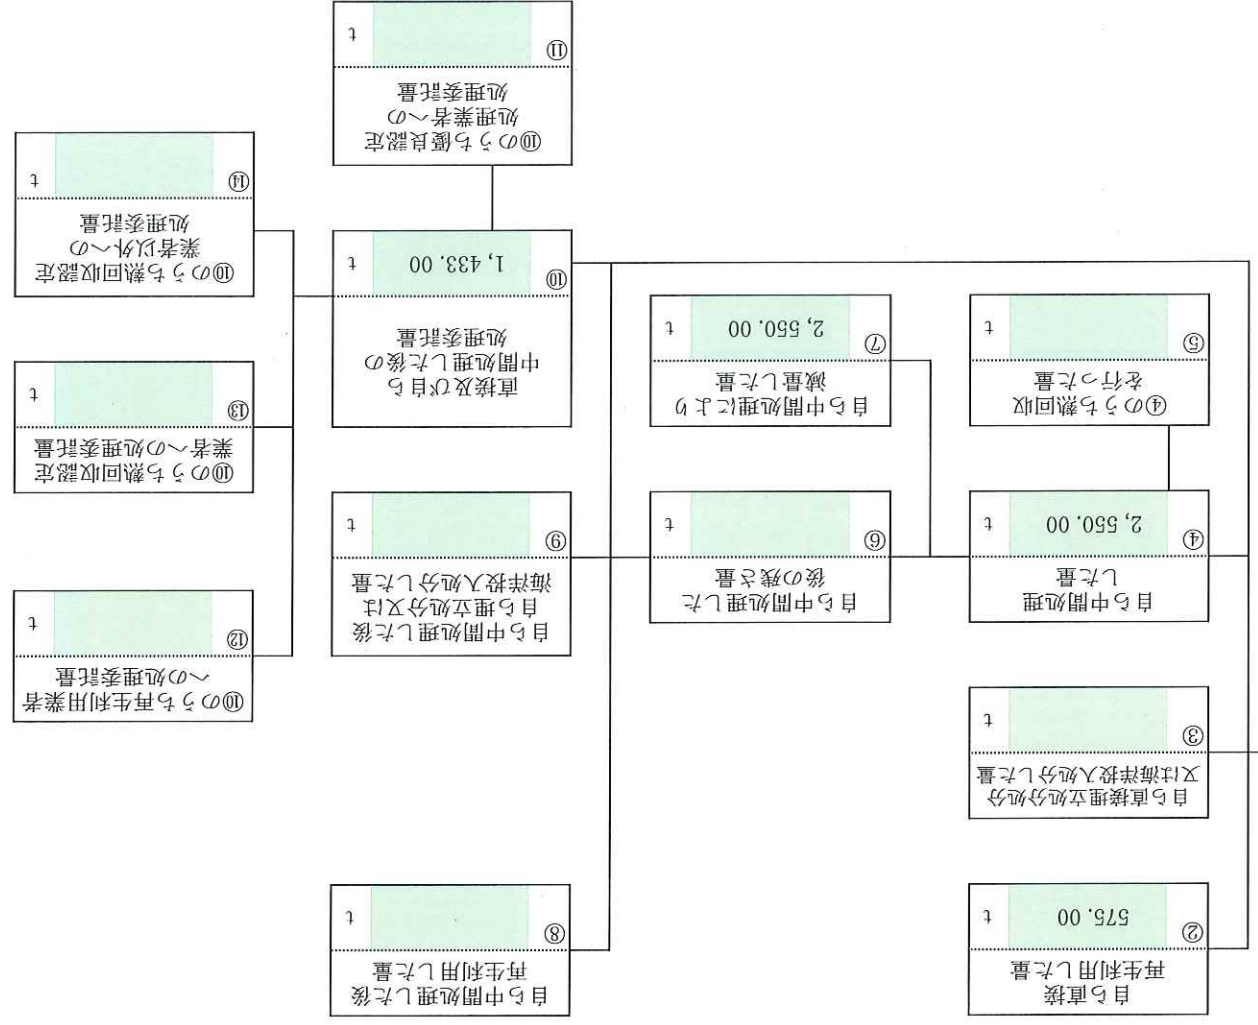 自ら直接
再生利用した量
②
575.00
t
自ら中間処理した後
再生利用した量
⑧
t
自ら直接埋立処分処分
又は海洋投入処分した量
③
t
⑩のうち再生利用業者
への処理委託量
⑫
t
自ら中間処理
した量
④
2,550.00
t
自ら中間処理した
後の残さ量
⑥
t
自ら中間処理した後
自ら埋立処分又は
海洋投入処分した量
⑨
t
⑩のうち熱回収認定
業者への処理委託量
⑬
t
④のうち熱回収
を行った量
⑤
t
自ら中間処理により
減量した量
⑦
2,550.00
t
直接及び自ら
中間処理した後の
処理委託量
⑩
1,433.00
t
⑩のうち熱回収認定
業者以外への
処理委託量
⑭
t
⑩のうち優良認定
処理業者への
処理委託量
⑪
t